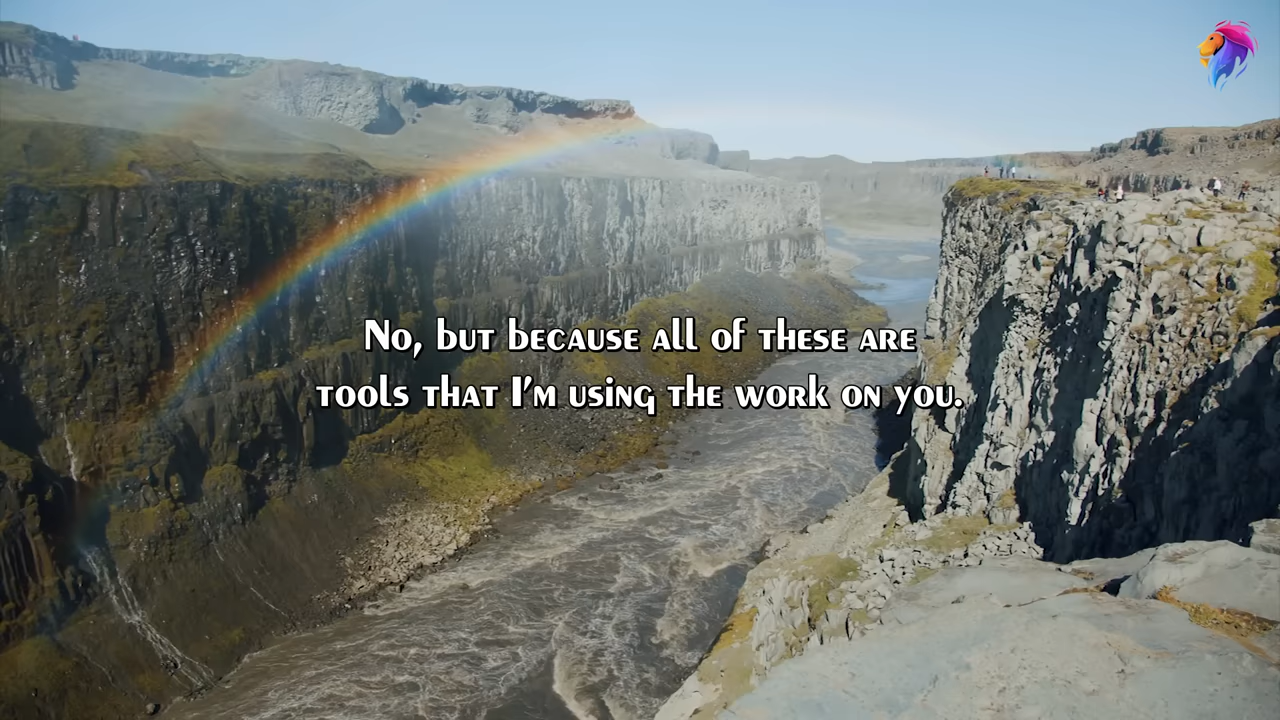 No, but because all of these are
tools that I'm using the work on you.